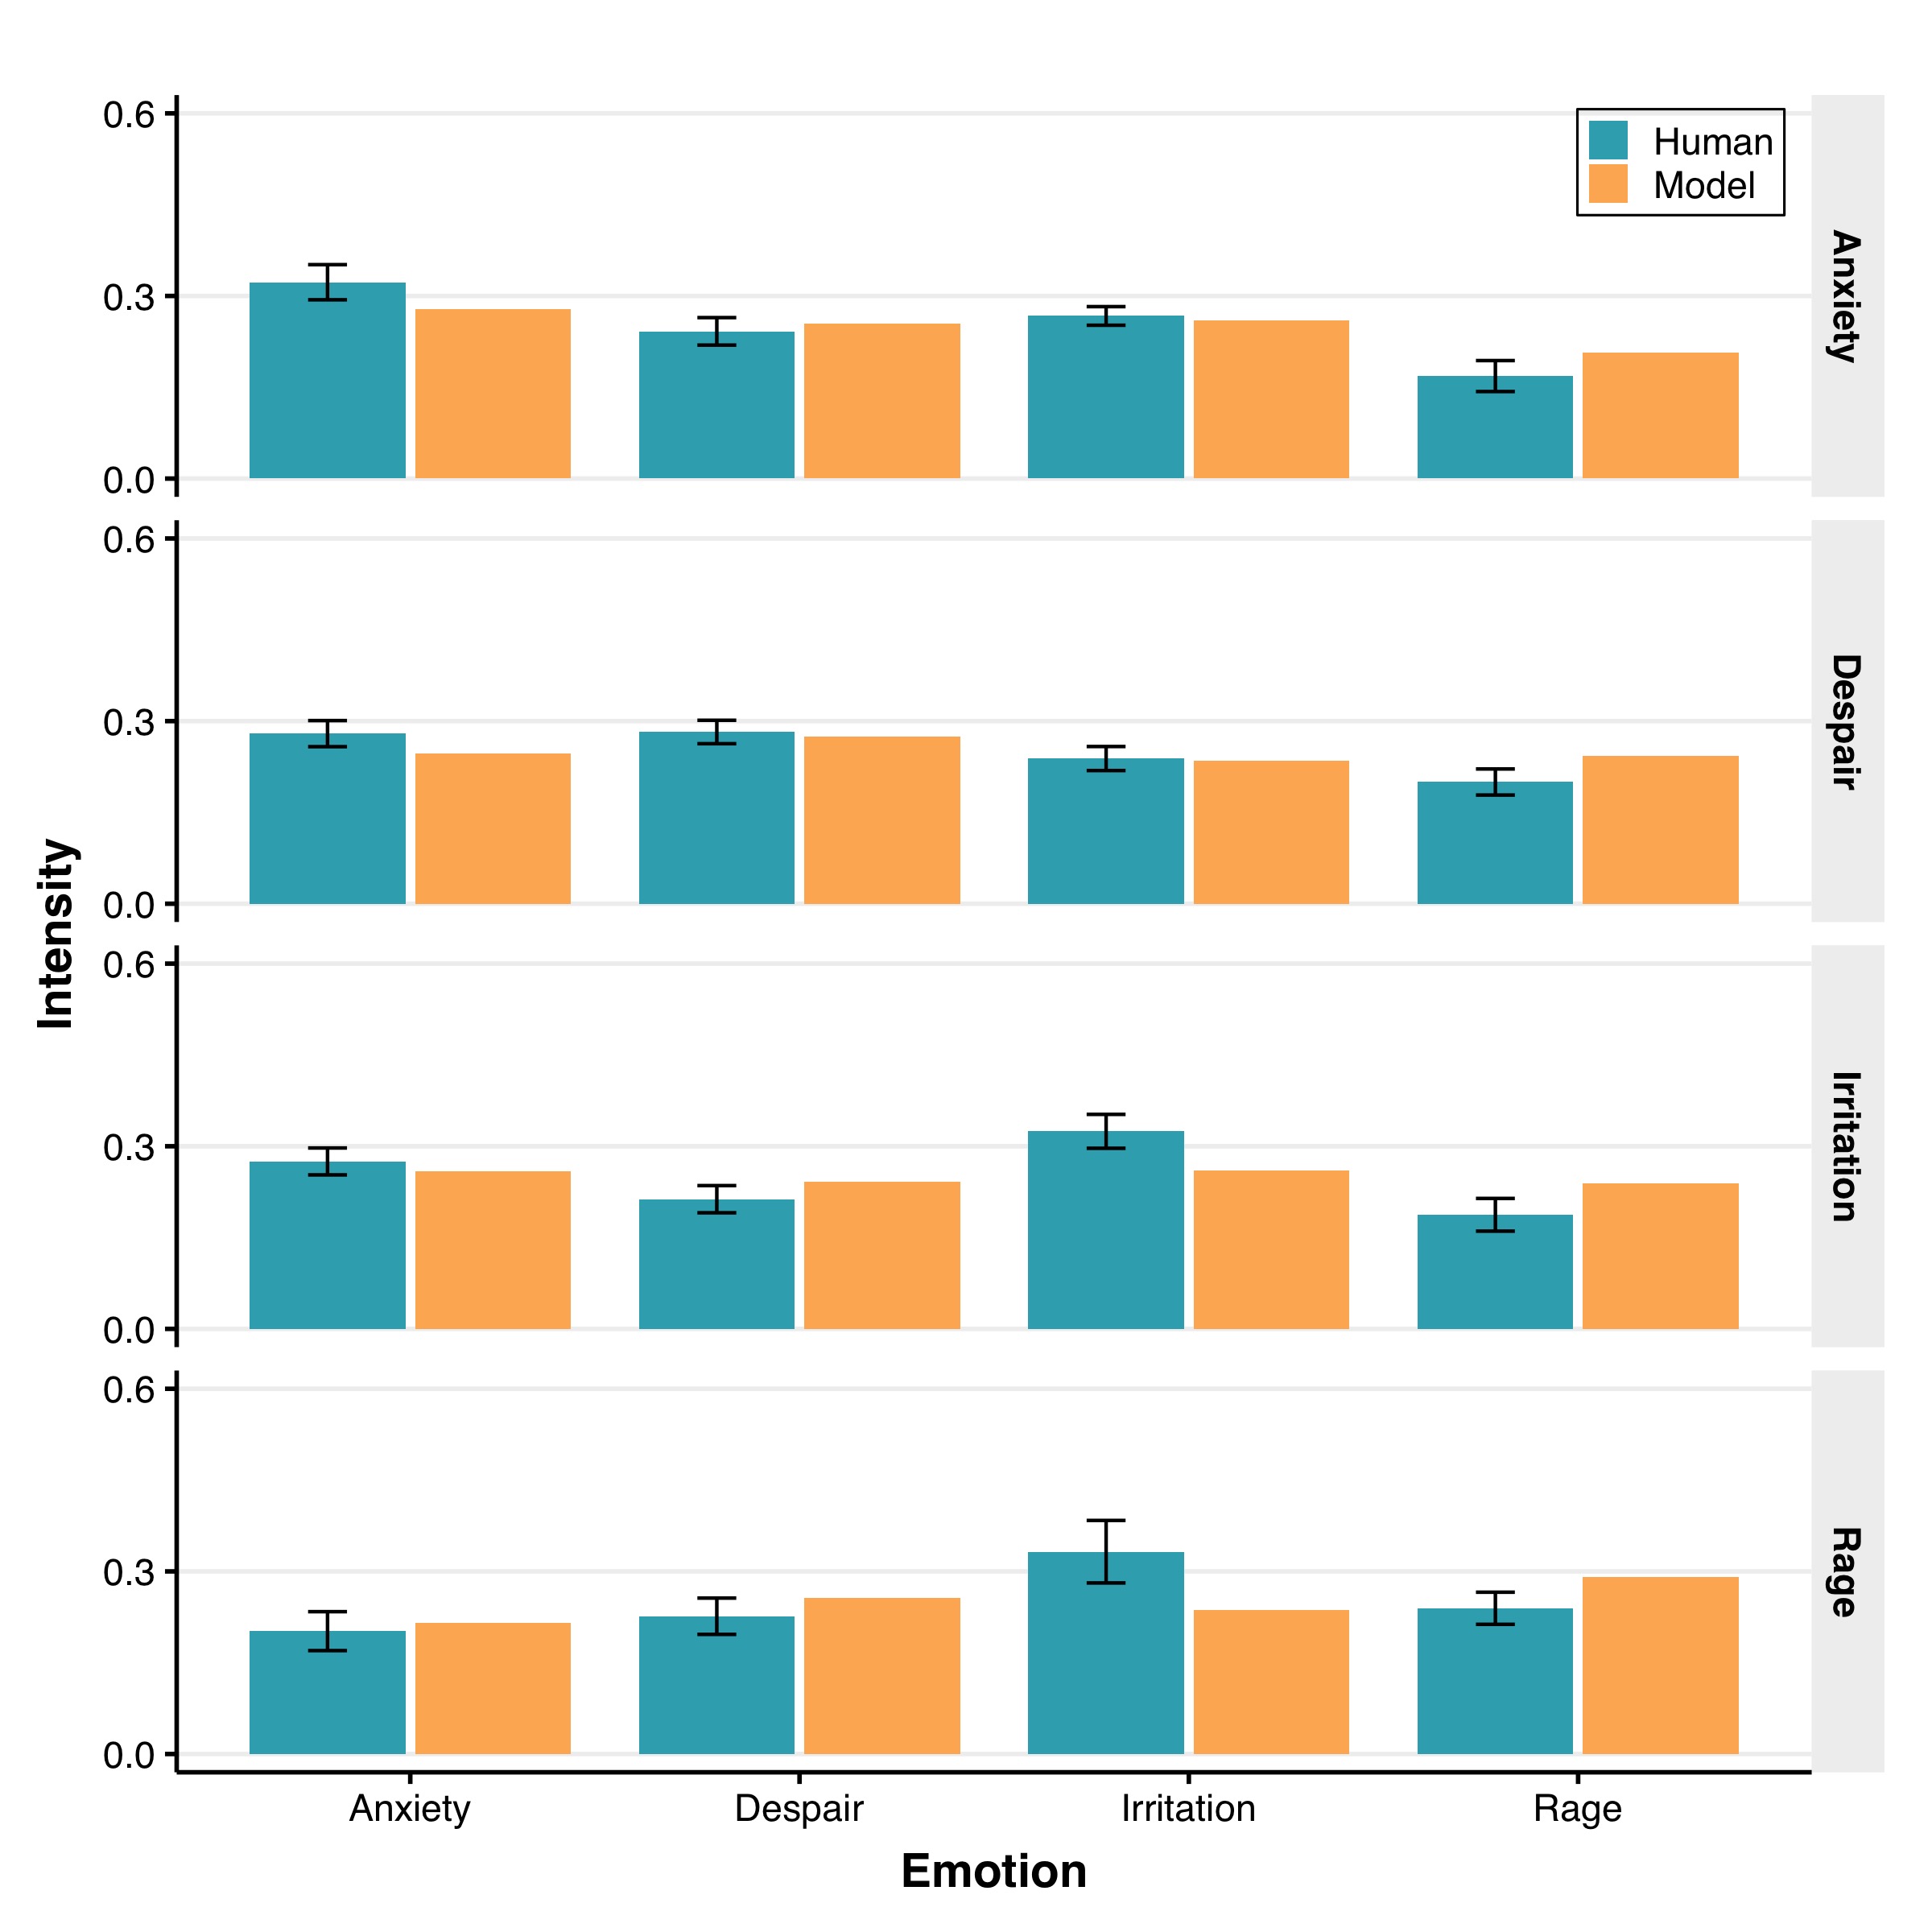 Intensity
0.6
0.3
0.0
Human
Model
Anxiety
0.6
0.3
0.0
Despair
0.6
0.3
0.0
Irritation
0.6
0.3
0.0
Rage
Anxiety Despair Irritation Rage
Emotion